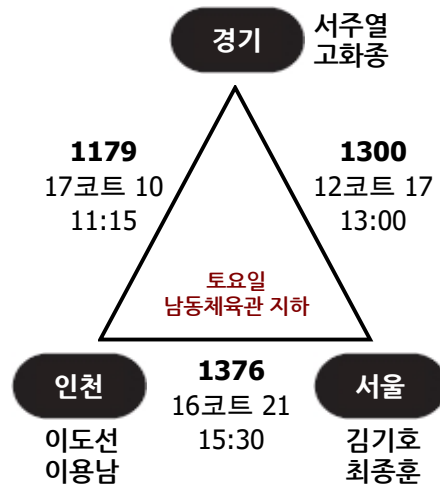 경기
서주열
고화종
1179
17코트 10
11:15
1300
12코트 17
13:00
토요일
남동체육관 지하
인천
이도선
이용남
1376
16코트 21
15:30
서울
김기호
최종훈